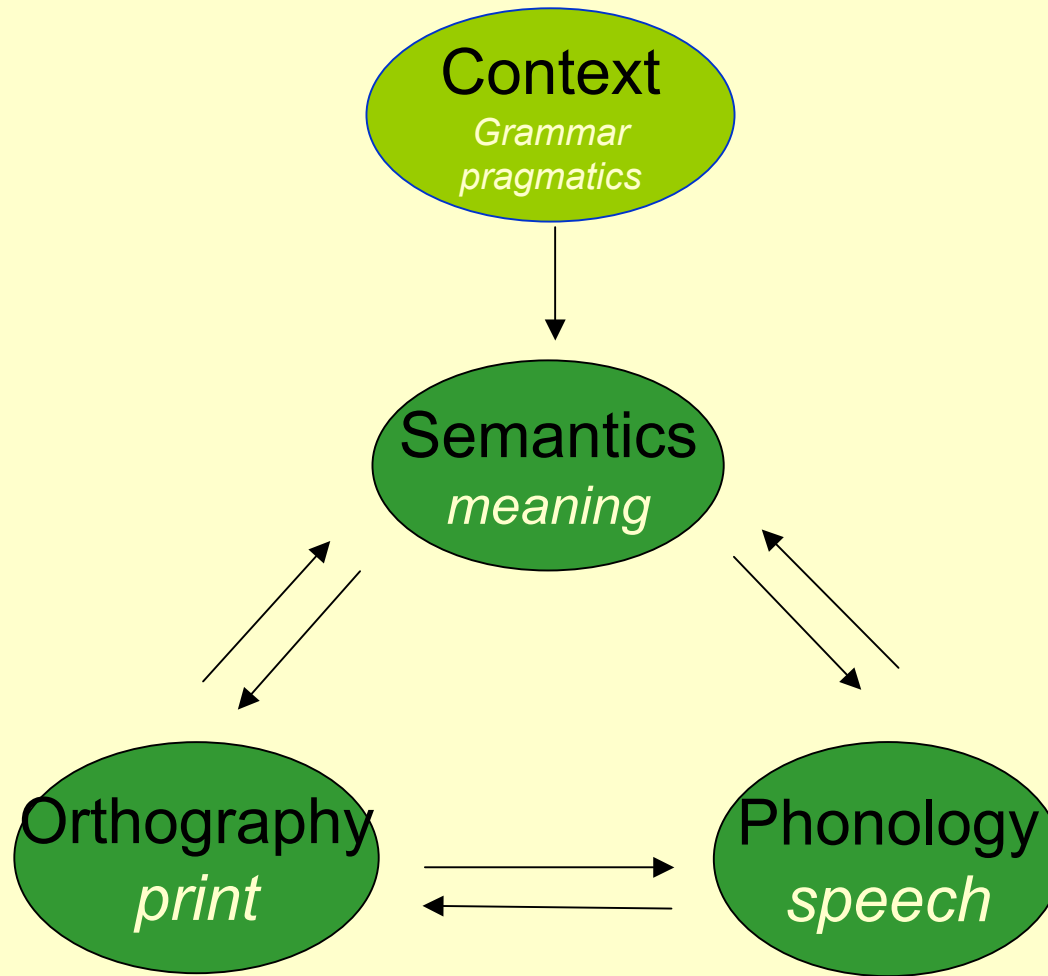 Context
Grammar
pragmatics
Semantics
meaning
Orthography
print
Phonology
speech